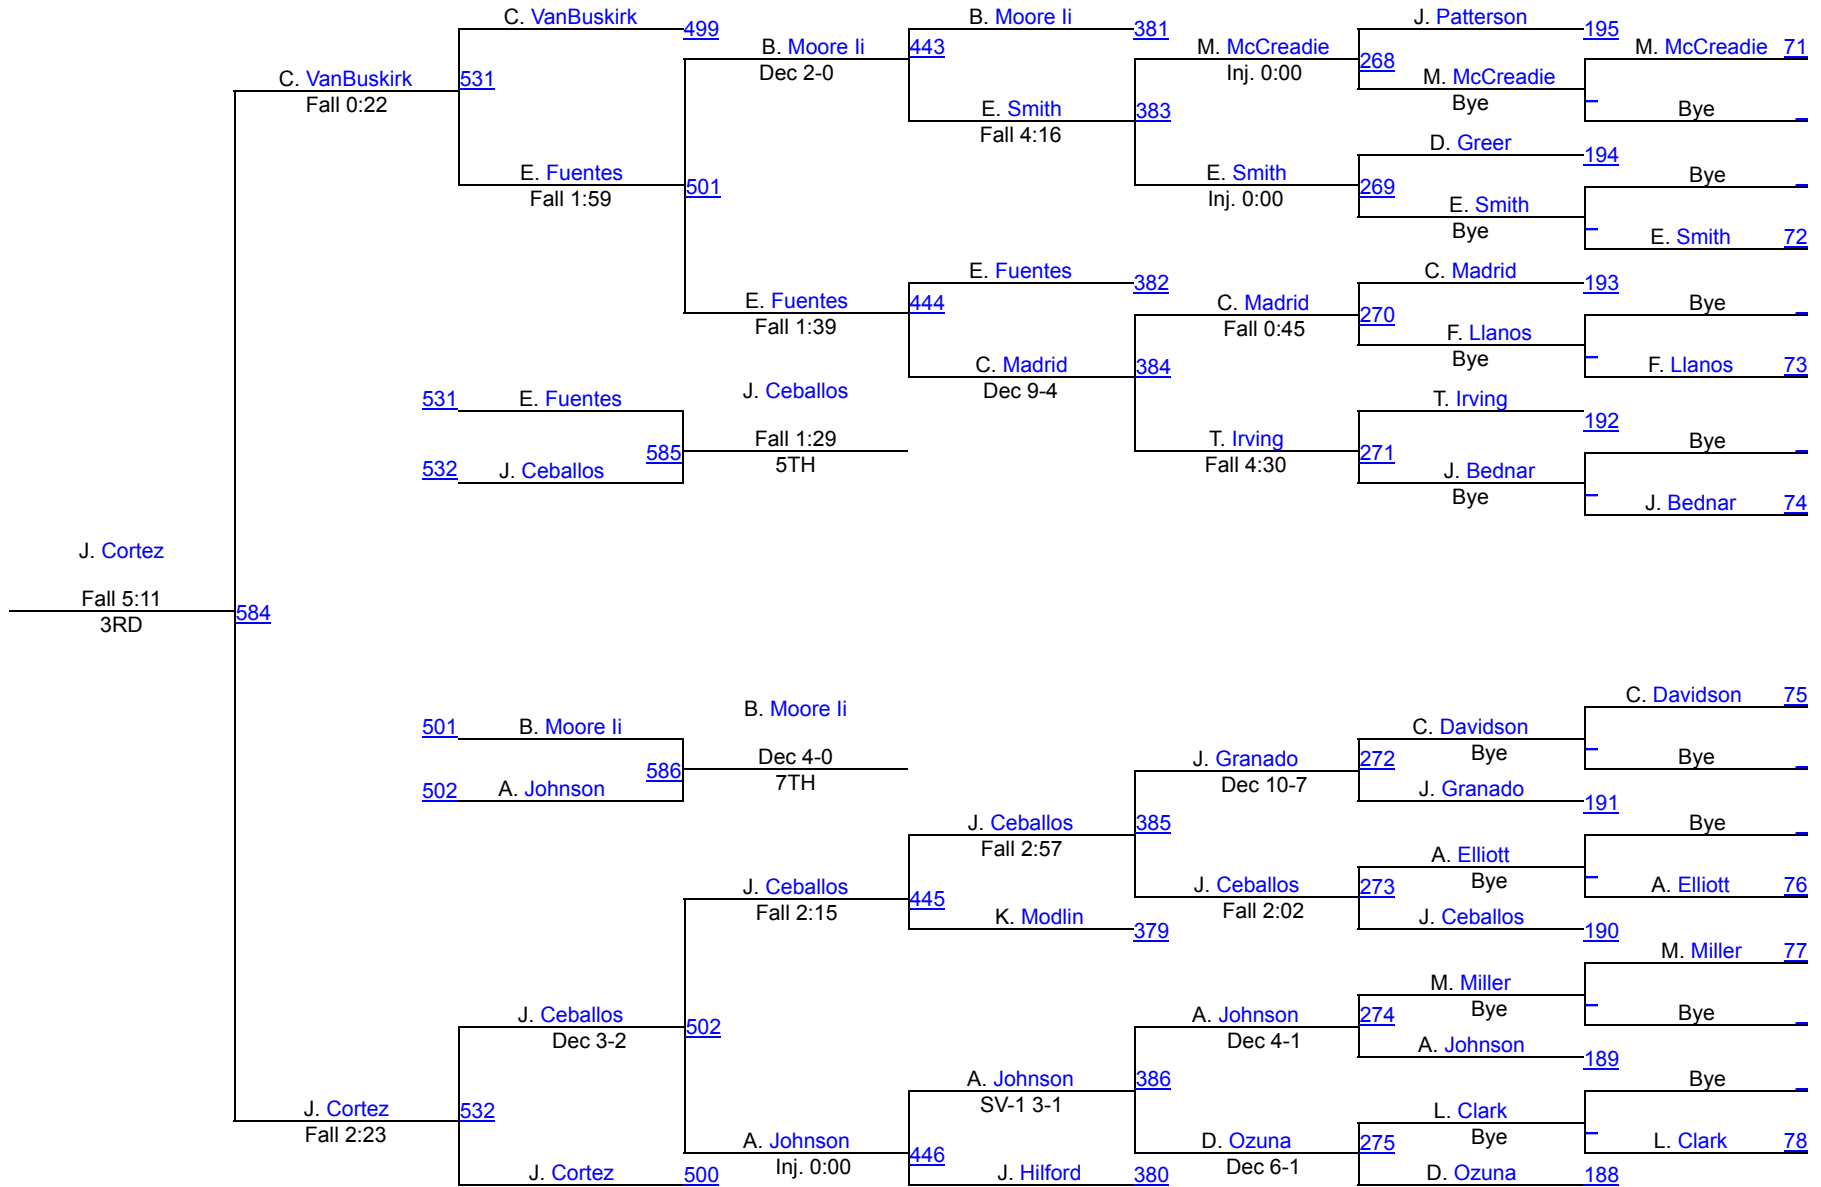 C. VanBuskirk
499
B. Moore Ii
381
J. Patterson
195
M. McCreadie 71
B. Moore Ii
Dec 2-0
443
M. McCreadie
Inj. 0:00
268
M. McCreadie
Bye
Bye
C. VanBuskirk
Fall 0:22
531
E. Smith
Fall 4:16
383
D. Greer
194
Bye
E. Fuentes
Fall 1:59
501
E. Smith
Inj. 0:00
269
E. Smith
Bye
E. Smith 72
E. Fuentes
382
C. Madrid
193
Bye
E. Fuentes
Fall 1:39
444
C. Madrid
Fall 0:45
270
F. Llanos
Bye
F. Llanos 73
C. Madrid
Dec 9-4
384
531 E. Fuentes
J. Ceballos
T. Irving
192
Bye
585
Fall 1:29
5TH
T. Irving
Fall 4:30
271
532 J. Ceballos
J. Bednar
Bye
J. Bednar 74
J. Cortez
Fall 5:11
3RD
584
C. Davidson 75
501 B. Moore Ii
B. Moore Ii
C. Davidson
Bye
Bye
586
Dec 4-0
7TH
J. Granado
Dec 10-7
272
502 A. Johnson
J. Granado
191
J. Ceballos
Fall 2:57
385
Bye
A. Elliott
Bye
A. Elliott 76
J. Ceballos
Fall 2:15
445
J. Ceballos
Fall 2:02
273
K. Modlin
379
J. Ceballos
190
M. Miller 77
M. Miller
Bye
Bye
J. Ceballos
Dec 3-2
502
A. Johnson
Dec 4-1
274
A. Johnson
189
A. Johnson
SV-1 3-1
386
Bye
J. Cortez
Fall 2:23
532
L. Clark
Bye
L. Clark 78
A. Johnson
Inj. 0:00
446
D. Ozuna
Dec 6-1
275
J. Cortez
500
J. Hilford
380
D. Ozuna
188